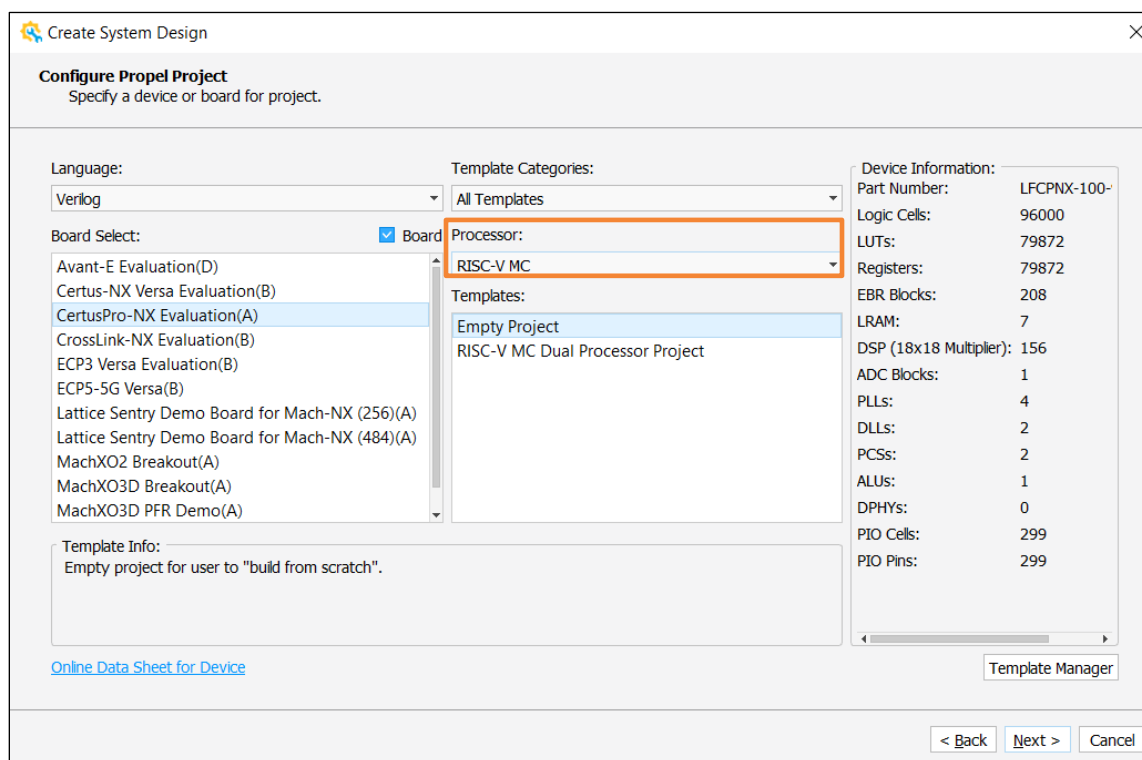 Create System Design
Configure Propel Project
Specify a device or board for project.
Language:
Verilog
Board Select:
Board
Avant-E Evaluation(D)
Certus-NX Versa Evaluation(B)
CertusPro-NX Evaluation(A)
CrossLink-NX Evaluation(B)
ECP3 Versa Evaluation(B)
ECP5-5G Versa(B)
Lattice Sentry Demo Board for Mach-NX (256)(A)
Lattice Sentry Demo Board for Mach-NX (484)(A)
MachXO2 Breakout(A)
MachXO3D Breakout(A)
MachXO3D PFR Demo(A)
Template Categories:
All Templates
Processor:
RISC-V MC
Templates:
Empty Project
RISC-V MC Dual Processor Project
Device Information:
Part Number: LFCPNX-100-
Logic Cells: 96000
LUTs: 79872
Registers: 79872
EBR Blocks: 208
LRAM: 7
DSP (18x18 Multiplier): 156
ADC Blocks: 1
PLLs: 4
DLLs: 2
PCSs: 2
ALUs: 1
DPHYs: 0
PIO Cells: 299
PIO Pins: 299
Template Info:
Empty project for user to "build from scratch".
Online Data Sheet for Device
Template Manager
< Back
Next >
Cancel